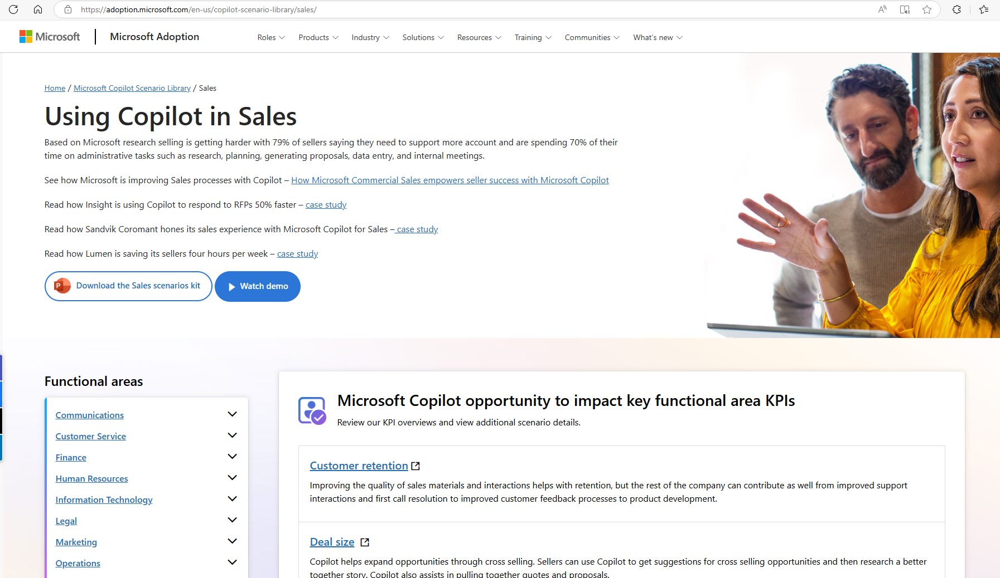 https://adoption.microsoft.com/en-us/copilot-scenario-library/sales/
Microsoft
Microsoft Adoption
Roles
Products
Industry
Solutions
Resources
Training
Communities
What's new
Home / Microsoft Copilot Scenario Library / Sales
Using Copilot in Sales
Based on Microsoft research selling is getting harder with 79% of sellers saying they need to support more account and are spending 70% of their
time on administrative tasks such as research, planning, generating proposals, data entry, and internal meetings.
See how Microsoft is improving Sales processes with Copilot – How Microsoft Commercial Sales empowers seller success with Microsoft Copilot
Read how Insight is using Copilot to respond to RFPs 50% faster – case study
Read how Sandvik Coromant hones its sales experience with Microsoft Copilot for Sales – case study
Read how Lumen is saving its sellers four hours per week – case study
P Download the Sales scenarios kit
Watch demo
Functional areas
Communications
Customer Service
Finance
Human Resources
Information Technology
Legal
Marketing
Operations
Microsoft Copilot opportunity to impact key functional area KPIs
Review our KPI overviews and view additional scenario details.
Customer retention
Improving the quality of sales materials and interactions helps with retention, but the rest of the company can contribute as well from improved support
interactions and first call resolution to improved customer feedback processes to product development.
Deal size
Copilot helps expand opportunities through cross selling. Sellers can use Copilot to get suggestions for cross selling opportunities and then research a better
together story. Copilot also assists in pulling together quotes and proposals.